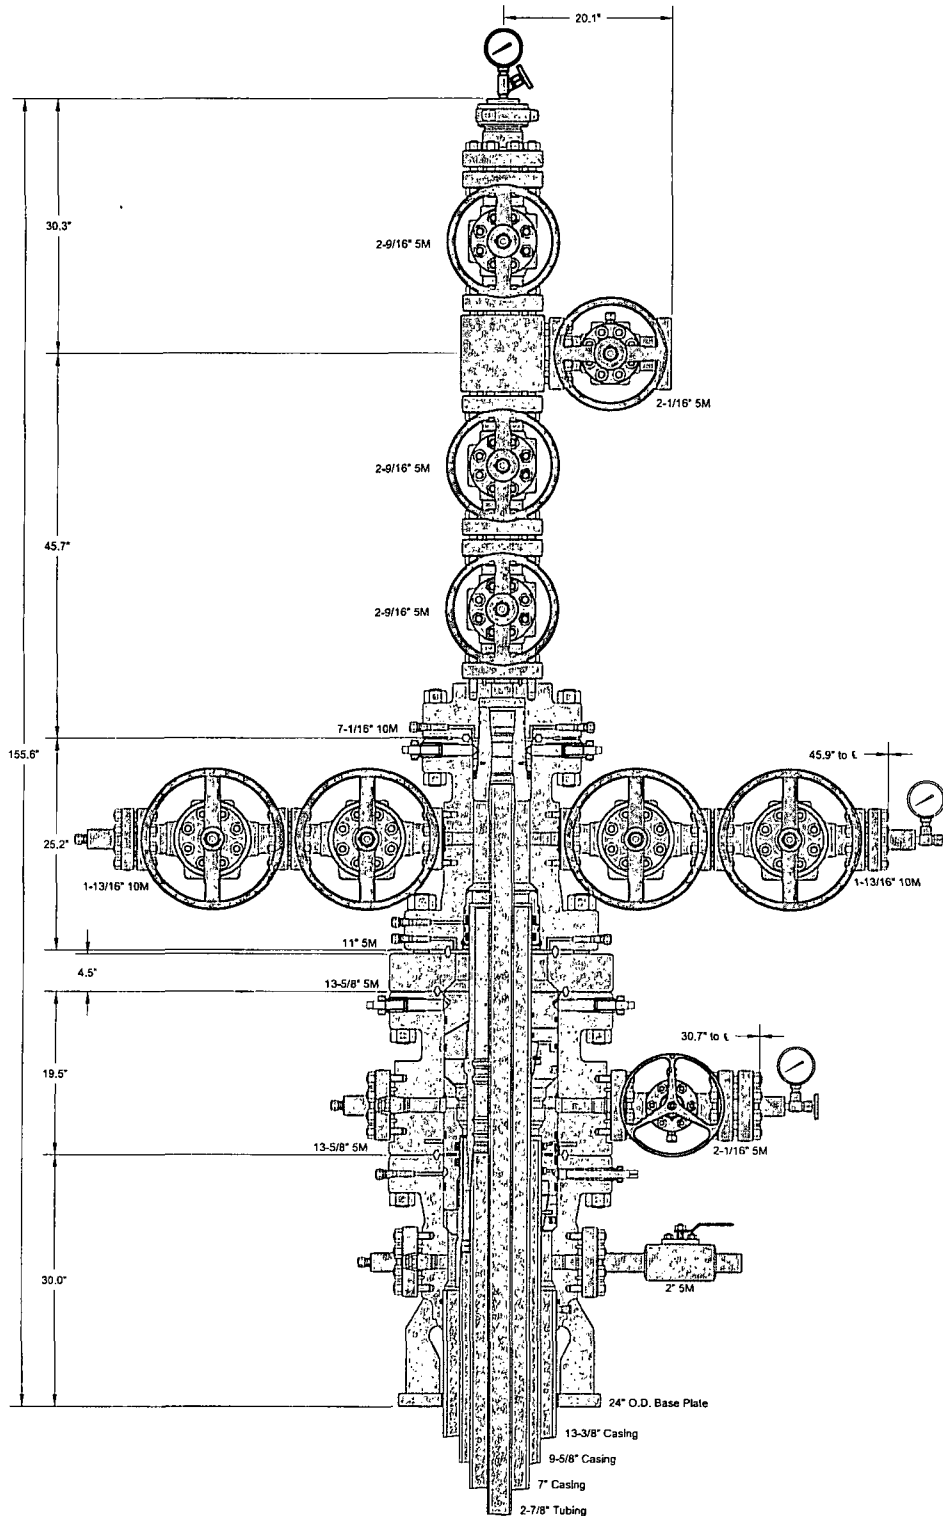 20.1"
30.3"
2-9/16" 5M
2-1/16" 5M
2-9/16" 5M
45.7"
2-9/16" 5M
7-1/16" 10M
155.6"
45.9" to ℄
25.2"
1-13/16" 10M
1-13/16" 10M
11" 5M
4.5"
13-5/8" 5M
30.7" to ℄
19.5"
13-5/8" 5M
2-1/16" 5M
30.0"
2" 5M
24" O.D. Base Plate
13-3/8" Casing
9-5/8" Casing
7" Casing
2-7/8" Tubing